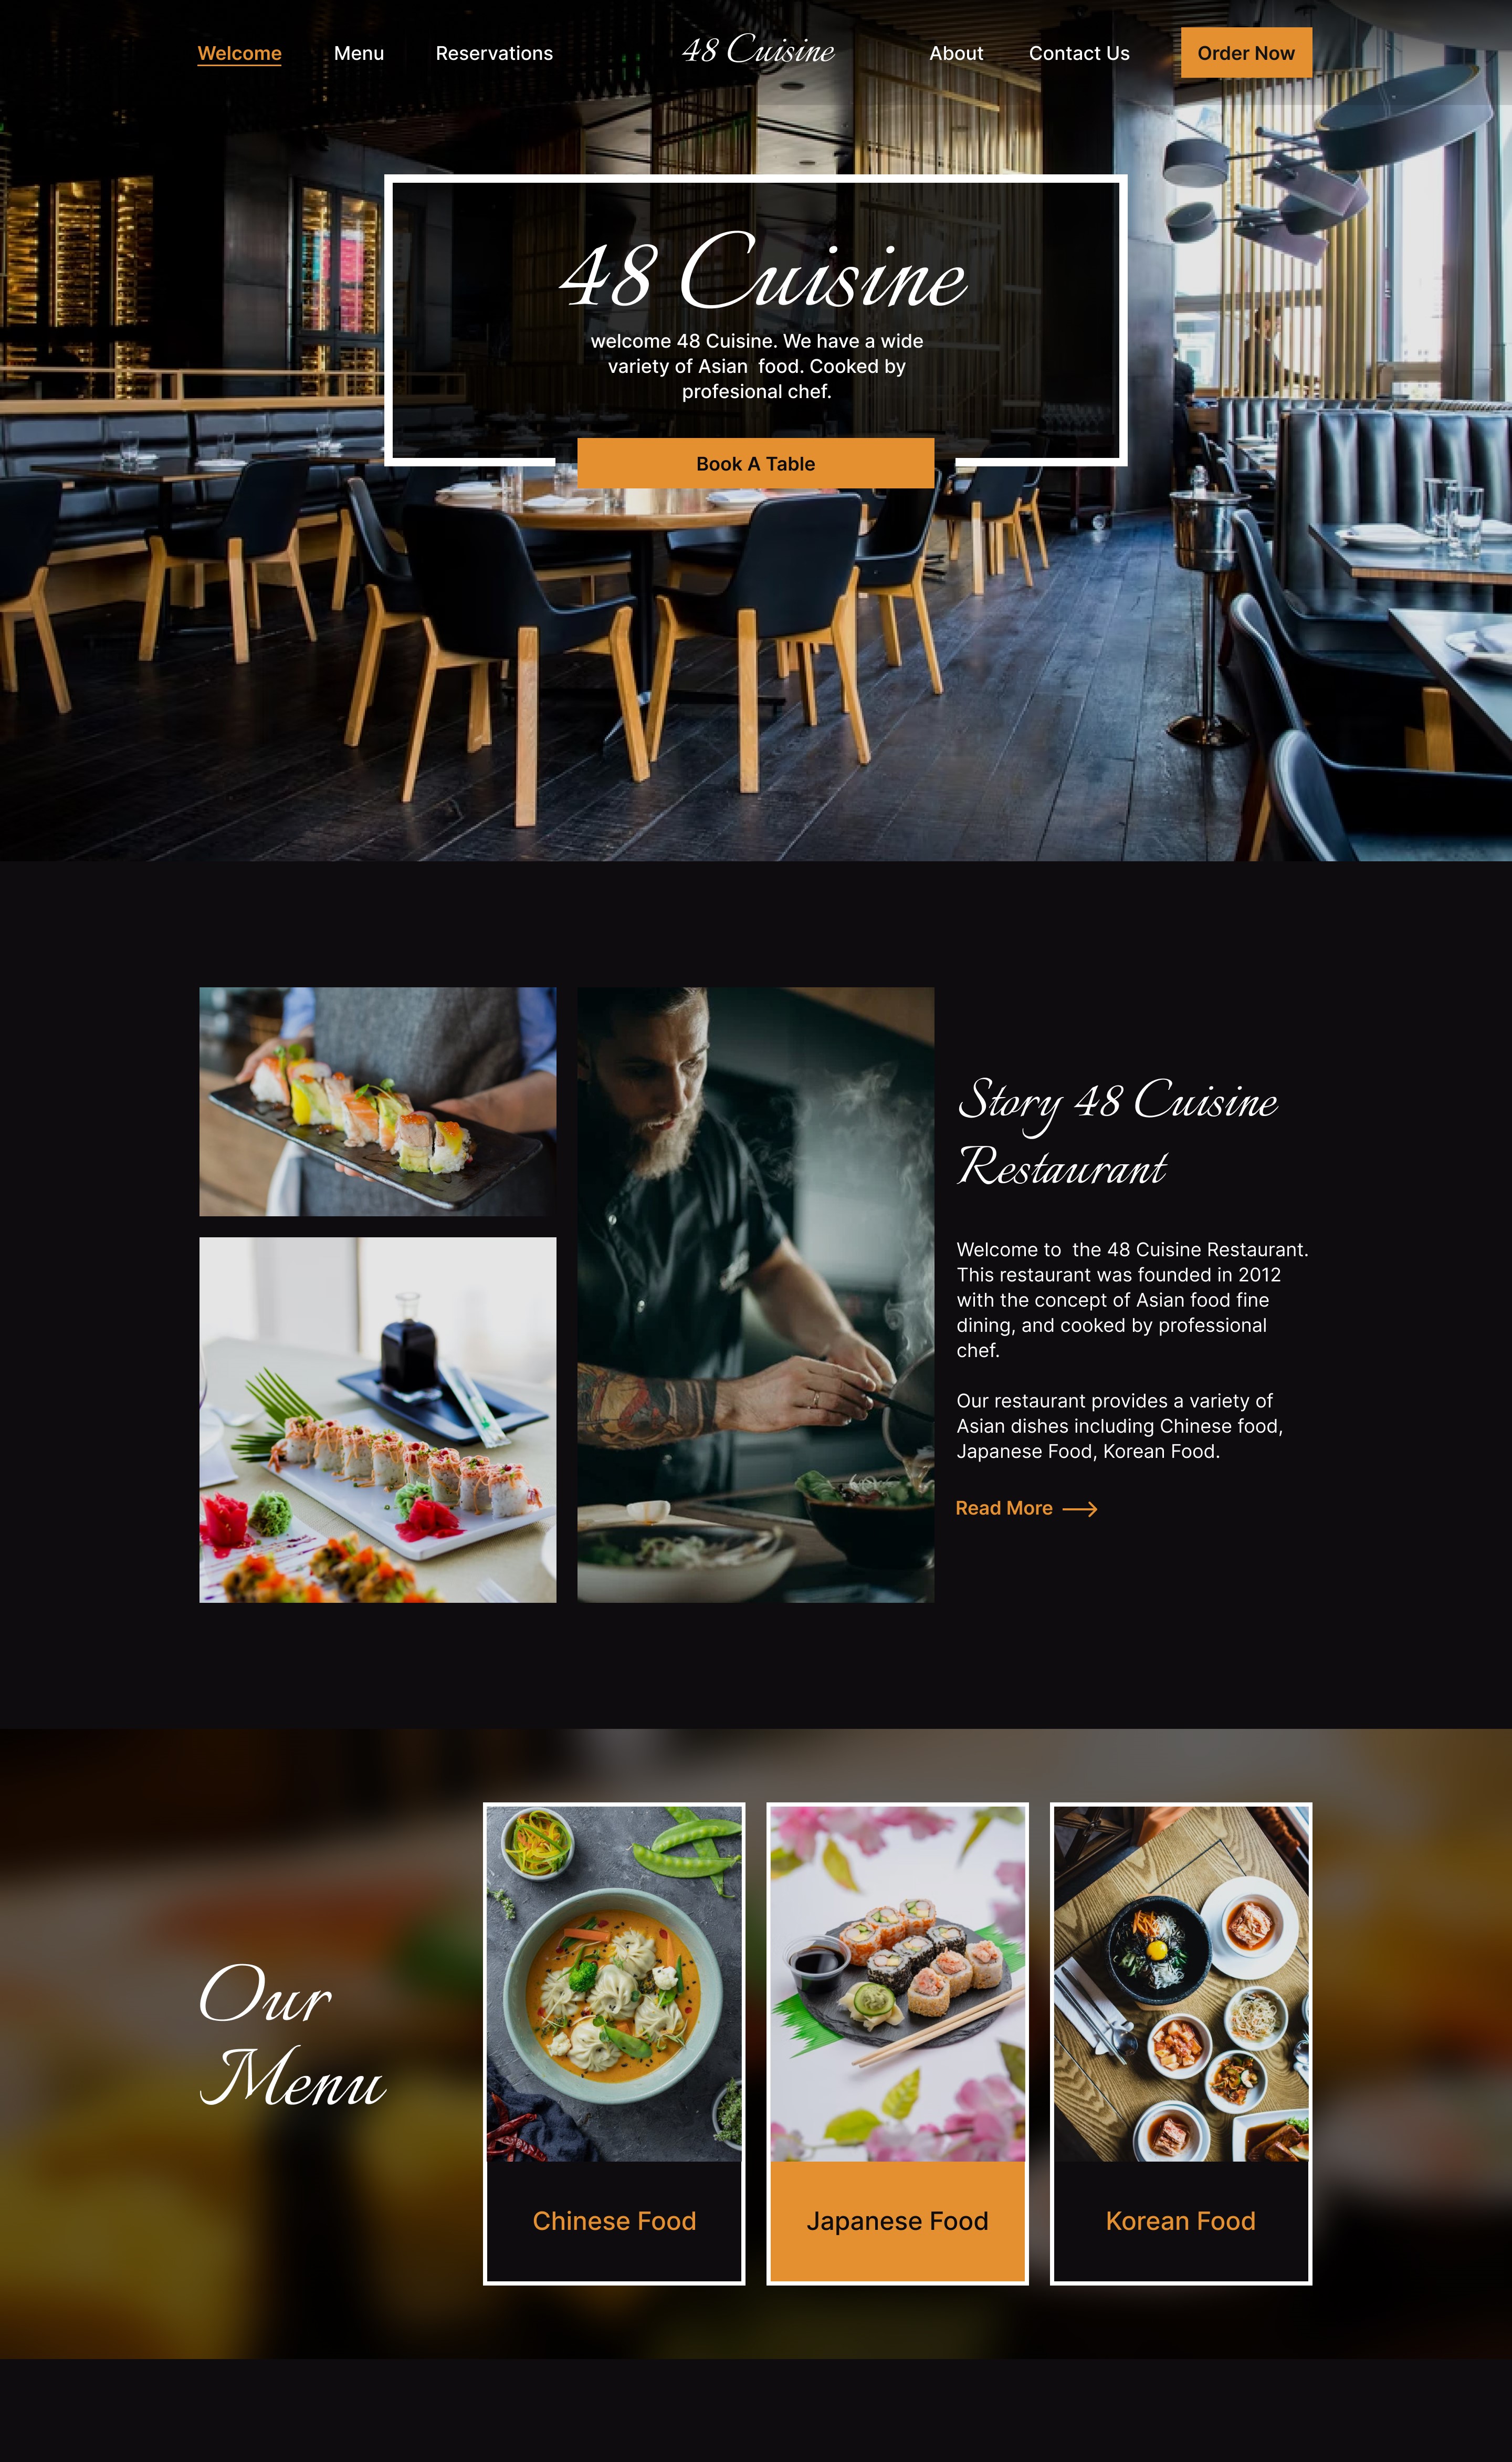 Welcome Menu Reservations 48 Cuisine About Contact Us Order Now
48 Cuisine
welcome 48 Cuisine. We have a wide
variety of Asian  food. Cooked by
profesional chef.
Book A Table
Story 48 Cuisine
Restaurant
Welcome to  the 48 Cuisine Restaurant.
This restaurant was founded in 2012
with the concept of Asian food fine
dining, and cooked by professional
chef.
Our restaurant provides a variety of
Asian dishes including Chinese food,
Japanese Food, Korean Food.
Read More
Our
Menu
Chinese Food
Japanese Food
Korean Food